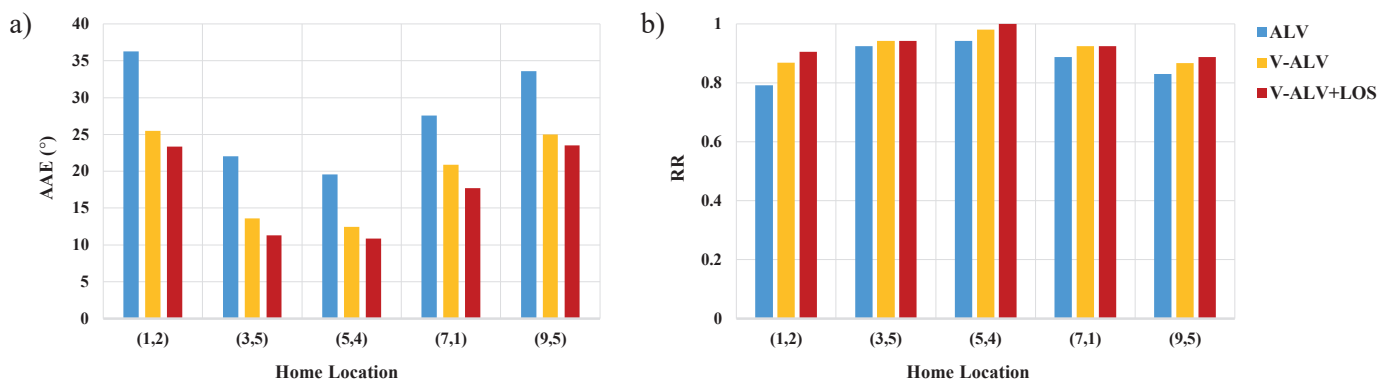 a)
40
35
30
25
20
15
10
5
0
AAE (°)
(1,2) (3,5) (5,4) (7,1) (9,5)
Home Location
b)
1
0.8
0.6
0.4
0.2
0
RR
(1,2) (3,5) (5,4) (7,1) (9,5)
Home Location
ALV
V-ALV
V-ALV+LOS